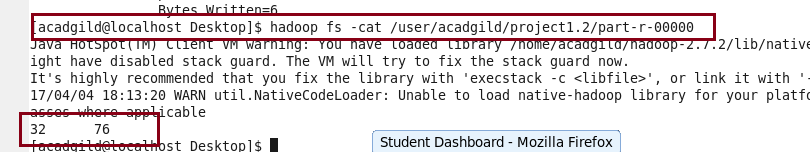 Bytes Written=6
[acadgild@localhost Desktop]$ hadoop fs -cat /user/acadgild/project1.2/part-r-00000
Java HotSpot(TM) Client VM warning: You have loaded library /home/acadgild/hadoop-2.7.2/lib/native
ight have disabled stack guard. The VM will try to fix the stack guard now.
It's highly recommended that you fix the library with 'execstack -c <libfile>', or link it with '-
17/04/04 18:13:20 WARN util.NativeCodeLoader: Unable to load native-hadoop library for your platfo
asses where applicable
32 76
[acadgild@localhost Desktop]$
Student Dashboard - Mozilla Firefox